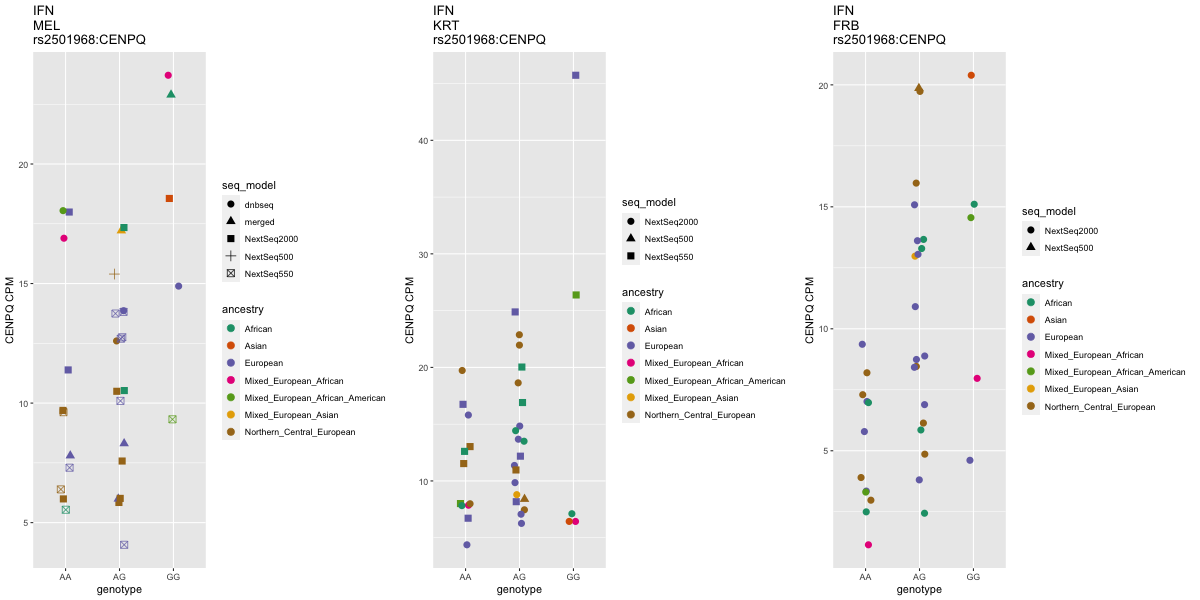 IFN
MEL
rs2501968:CENPQ
CENPQ CPM
20
15
10
5
AA
AG
GG
genotype
seq_model
dnbseq
merged
NextSeq2000
NextSeq500
NextSeq550
ancestry
African
Asian
European
Mixed_European_African
Mixed_European_African_American
Mixed_European_Asian
Northern_Central_European
IFN
KRT
rs2501968:CENPQ
CENPQ CPM
40
30
20
10
AA
AG
GG
genotype
seq_model
NextSeq2000
NextSeq500
NextSeq550
ancestry
African
Asian
European
Mixed_European_African
Mixed_European_African_American
Mixed_European_Asian
Northern_Central_European
IFN
FRB
rs2501968:CENPQ
CENPQ CPM
20
15
10
5
AA
AG
GG
genotype
seq_model
NextSeq2000
NextSeq500
ancestry
African
Asian
European
Mixed_European_African
Mixed_European_African_American
Mixed_European_Asian
Northern_Central_European